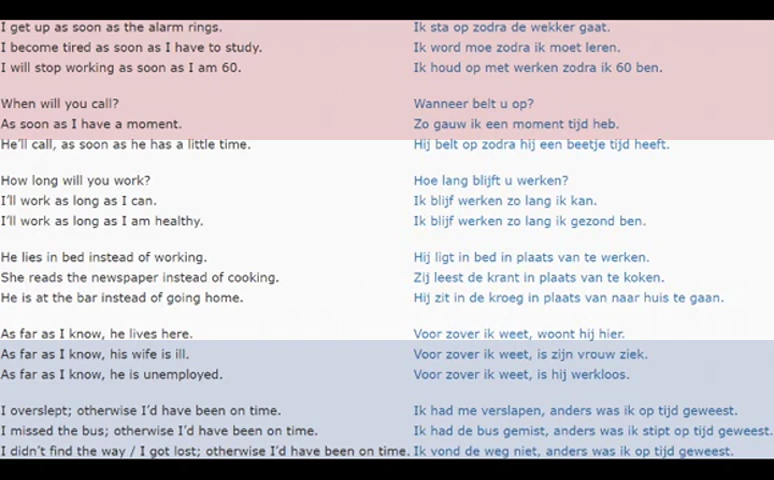 I get up as soon as the alarm rings. Ik sta op zodra de wekker gaat.
I become tired as soon as I have to study. Ik word moe zodra ik moet leren.
I will stop working as soon as I am 60. Ik houd op met werken zodra ik 60 ben.
When will you call? Wanneer belt u op?
As soon as I have a moment. Zo gauw ik een moment tijd heb.
He'll call, as soon as he has a little time. Hij belt op zodra hij een beetje tijd heeft.
How long will you work? Hoe lang blijft u werken?
I'll work as long as I can. Ik blijf werken zo lang ik kan.
I'll work as long as I am healthy. Ik blijf werken zo lang ik gezond ben.
He lies in bed instead of working. Hij ligt in bed in plaats van te werken.
She reads the newspaper instead of cooking. Zij leest de krant in plaats van te koken.
He is at the bar instead of going home. Hij zit in de kroeg in plaats van naar huis te gaan.
As far as I know, he lives here. Voor zover ik weet, woont hij hier.
As far as I know, his wife is ill. Voor zover ik weet, is zijn vrouw ziek.
As far as I know, he is unemployed. Voor zover ik weet, is hij werkloos.
I overslept; otherwise I'd have been on time. Ik had me verslapen, anders was ik op tijd geweest.
I missed the bus; otherwise I'd have been on time. Ik had de bus gemist, anders was ik stipt op tijd geweest.
I didn't find the way / I got lost; otherwise I'd have been on time. Ik vond de weg niet, anders was ik op tijd geweest.